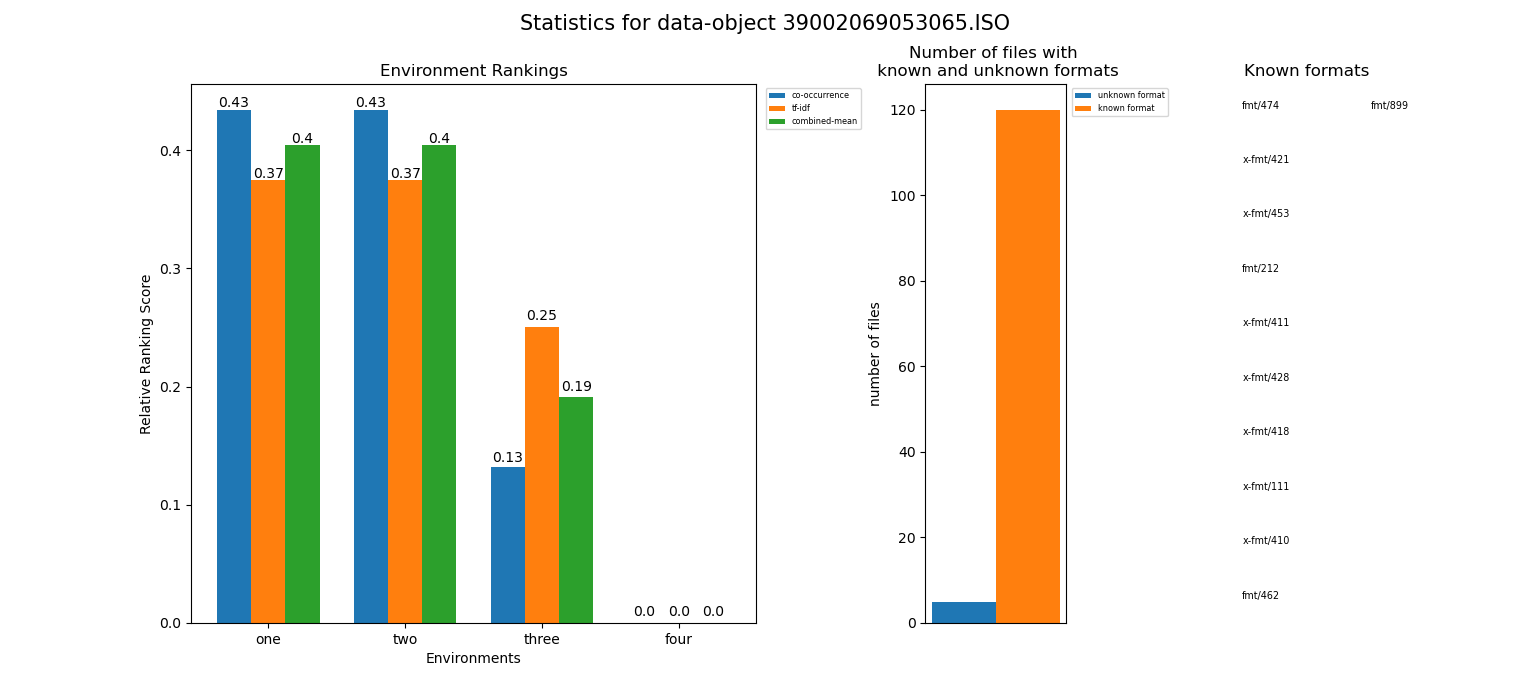 Statistics for data-object 39002069053065.ISO
Environment Rankings
0.43
0.37
0.4
0.43
0.37
0.4
0.13
0.25
0.19
0.0 0.0 0.0
0.4
0.3
0.2
0.1
0.0
Relative Ranking Score
one two three four
Environments
co-occurrence
tf-idf
combined-mean
Number of files with
known and unknown formats
120
100
80
60
40
20
0
number of files
unknown format
known format
Known formats
fmt/474 fmt/899
x-fmt/421
x-fmt/453
fmt/212
x-fmt/411
x-fmt/428
x-fmt/418
x-fmt/111
x-fmt/410
fmt/462